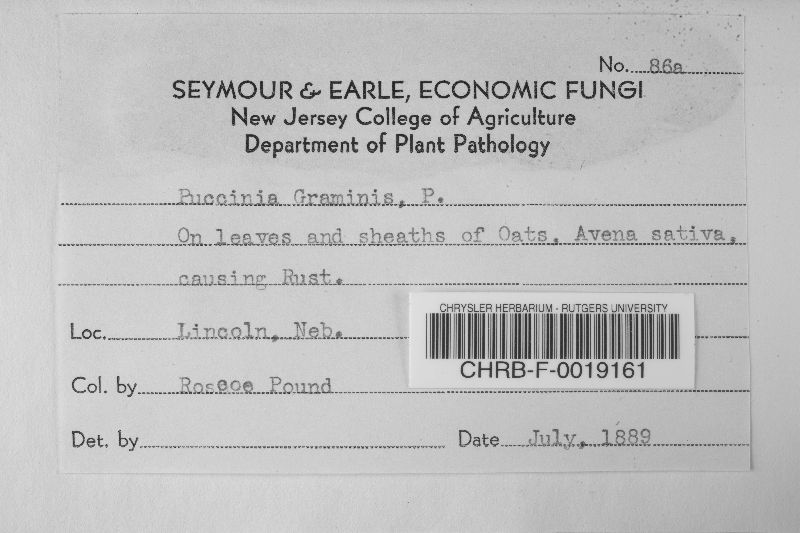 No. 86a
SEYMOUR & EARLE, ECONOMIC FUNGI
New Jersey College of Agriculture
Department of Plant Pathology
Puccinia Graminis, P.
On leaves and sheaths of Oats, Avena sativa,
causing Rust.
CHRYSLER HERBARIUM - RUTGERS UNIVERSITY
CHRB-F-0019161
Loc. Lincoln, Neb.
Col. by Roscoe Pound
Det. by
Date July, 1889